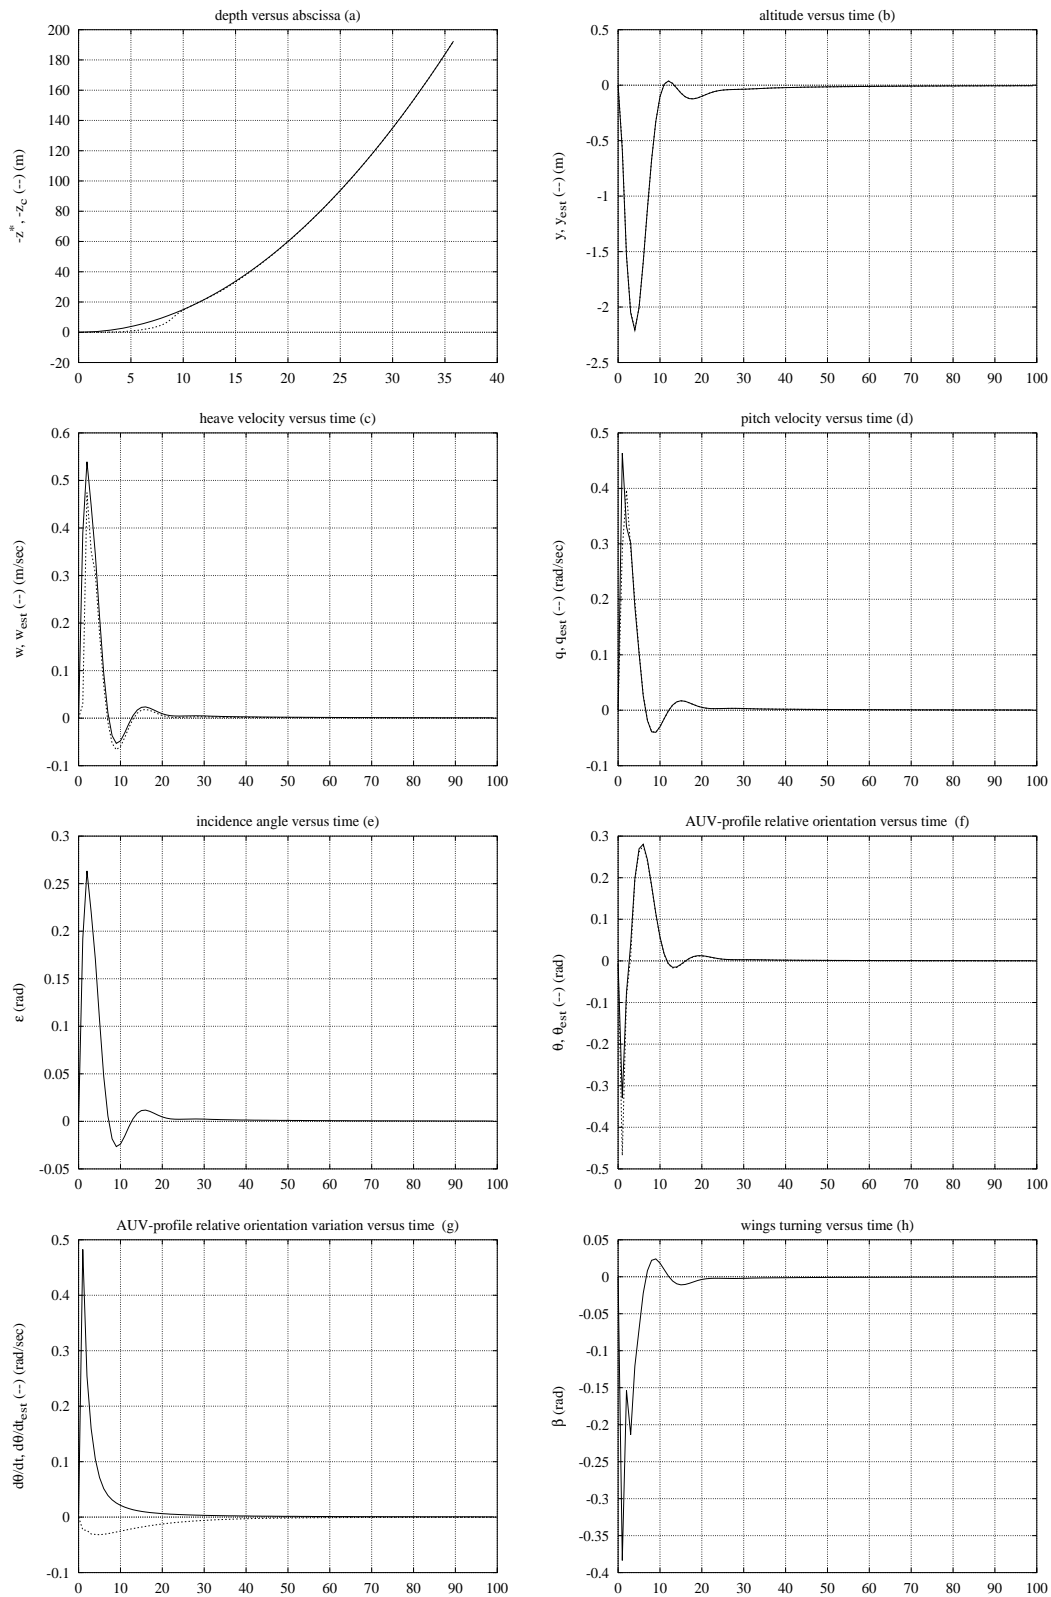 depth versus abscissa (a)
200
180
160
140
120
100
80
60
40
20
0
-20
-z*, -zc (--) (m)
0 5 10 15 20 25 30 35 40
altitude versus time (b)
0.5
0
-0.5
-1
-1.5
-2
-2.5
y, yest (--) (m)
0 10 20 30 40 50 60 70 80 90 100
heave velocity versus time (c)
0.6
0.5
0.4
0.3
0.2
0.1
0
-0.1
w, west (--) (m/sec)
0 10 20 30 40 50 60 70 80 90 100
pitch velocity versus time (d)
0.5
0.4
0.3
0.2
0.1
0
-0.1
q, qest (--) (rad/sec)
0 10 20 30 40 50 60 70 80 90 100
incidence angle versus time (e)
0.3
0.25
0.2
0.15
0.1
0.05
0
-0.05
ε (rad)
0 10 20 30 40 50 60 70 80 90 100
AUV-profile relative orientation versus time (f)
0.3
0.2
0.1
0
-0.1
-0.2
-0.3
-0.4
-0.5
θ, θest (--) (rad)
0 10 20 30 40 50 60 70 80 90 100
AUV-profile relative orientation variation versus time (g)
0.5
0.4
0.3
0.2
0.1
0
-0.1
dθ/dt, dθ/dtest (--) (rad/sec)
0 10 20 30 40 50 60 70 80 90 100
wings turning versus time (h)
0.05
0
-0.05
-0.1
-0.15
-0.2
-0.25
-0.3
-0.35
-0.4
β (rad)
0 10 20 30 40 50 60 70 80 90 100